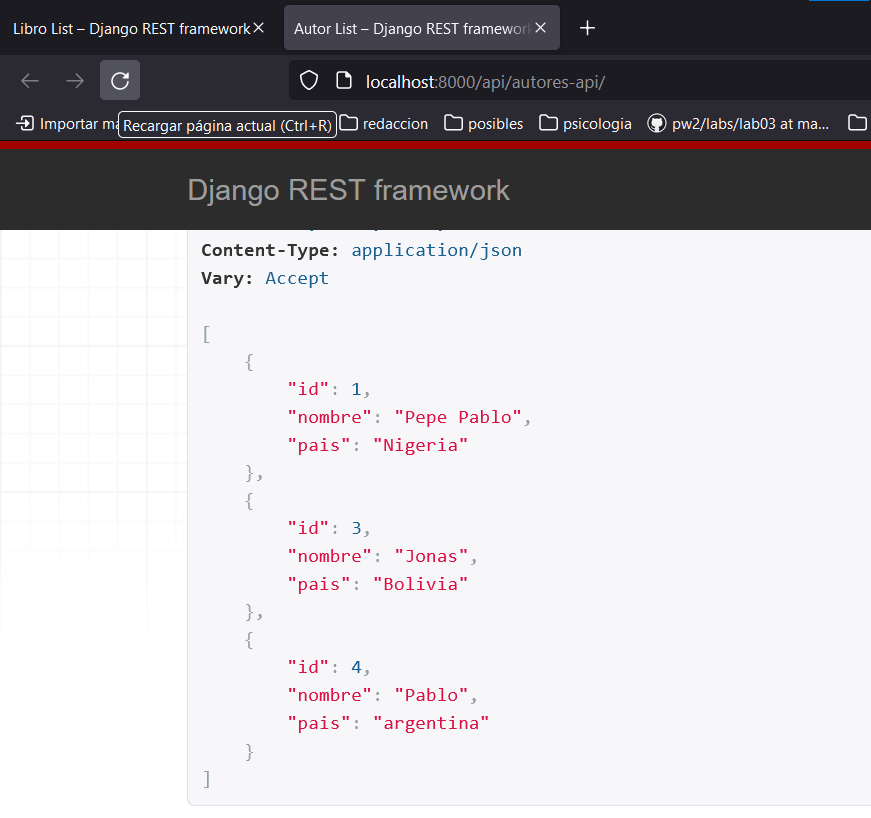 Libro List – Django REST framework
Autor List – Django REST framework
localhost:8000/api/autores-api/
Importar ma
Recargar página actual (Ctrl+R)
redaccion
posibles
psicologia
pw2/labs/lab03 at ma...
Django REST framework
Content-Type: application/json
Vary: Accept
[
{
"id": 1,
"nombre": "Pepe Pablo",
"pais": "Nigeria"
},
{
"id": 3,
"nombre": "Jonas",
"pais": "Bolivia"
},
{
"id": 4,
"nombre": "Pablo",
"pais": "argentina"
}
]